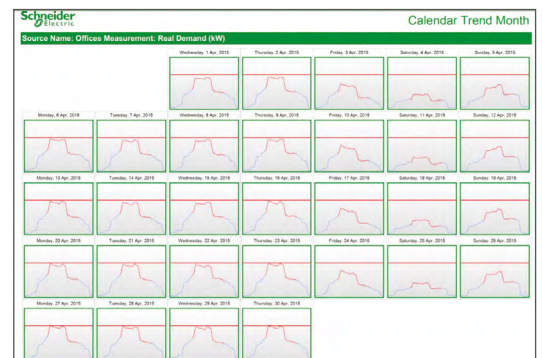 Schneider
Electric
Calendar Trend Month
Source Name: Offices Measurement: Real Demand (kW)
Wednesday, 1 Apr, 2015
Thursday, 2 Apr, 2015
Friday, 3 Apr, 2015
Saturday, 4 Apr, 2015
Sunday, 5 Apr, 2015
Monday, 6 Apr, 2015
Tuesday, 7 Apr, 2015
Wednesday, 8 Apr, 2015
Thursday, 9 Apr, 2015
Friday, 10 Apr, 2015
Saturday, 11 Apr, 2015
Sunday, 12 Apr, 2015
Monday, 13 Apr, 2015
Tuesday, 14 Apr, 2015
Wednesday, 15 Apr, 2015
Thursday, 16 Apr, 2015
Friday, 17 Apr, 2015
Saturday, 18 Apr, 2015
Sunday, 19 Apr, 2015
Monday, 20 Apr, 2015
Tuesday, 21 Apr, 2015
Wednesday, 22 Apr, 2015
Thursday, 23 Apr, 2015
Friday, 24 Apr, 2015
Saturday, 25 Apr, 2015
Sunday, 26 Apr, 2015
Monday, 27 Apr, 2015
Tuesday, 28 Apr, 2015
Wednesday, 29 Apr, 2015
Thursday, 30 Apr, 2015